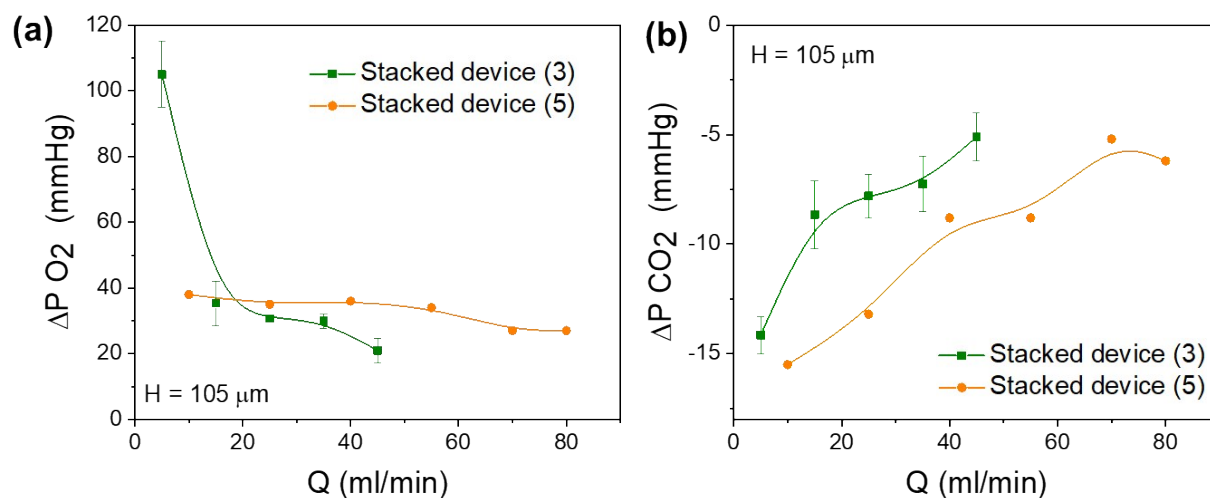 (a)
120
100
80
60
40
20
0
ΔP O2 (mmHg)
Stacked device (3)
Stacked device (5)
H = 105 μm
0 20 40 60 80
Q (ml/min)
(b)
0
-5
-10
-15
ΔP CO2 (mmHg)
H = 105 μm
Stacked device (3)
Stacked device (5)
0 20 40 60 80
Q (ml/min)